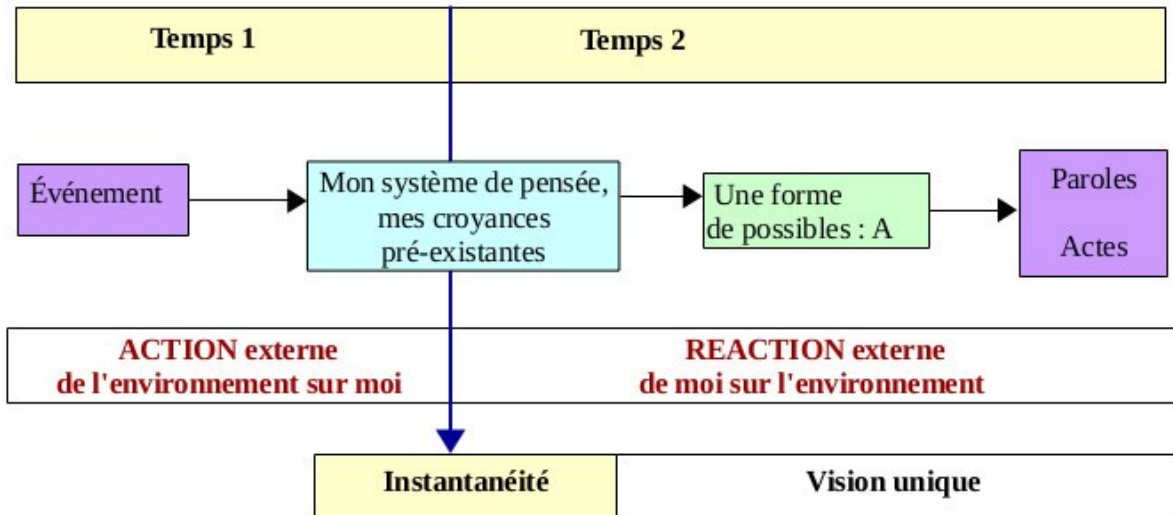 Temps 1
Temps 2
Événement
Mon système de pensée,
mes croyances
pré-existantes
Une forme
de possibles : A
Paroles
Actes
ACTION externe
de l'environnement sur moi
REACTION externe
de moi sur l'environnement
Instantanéité
Vision unique